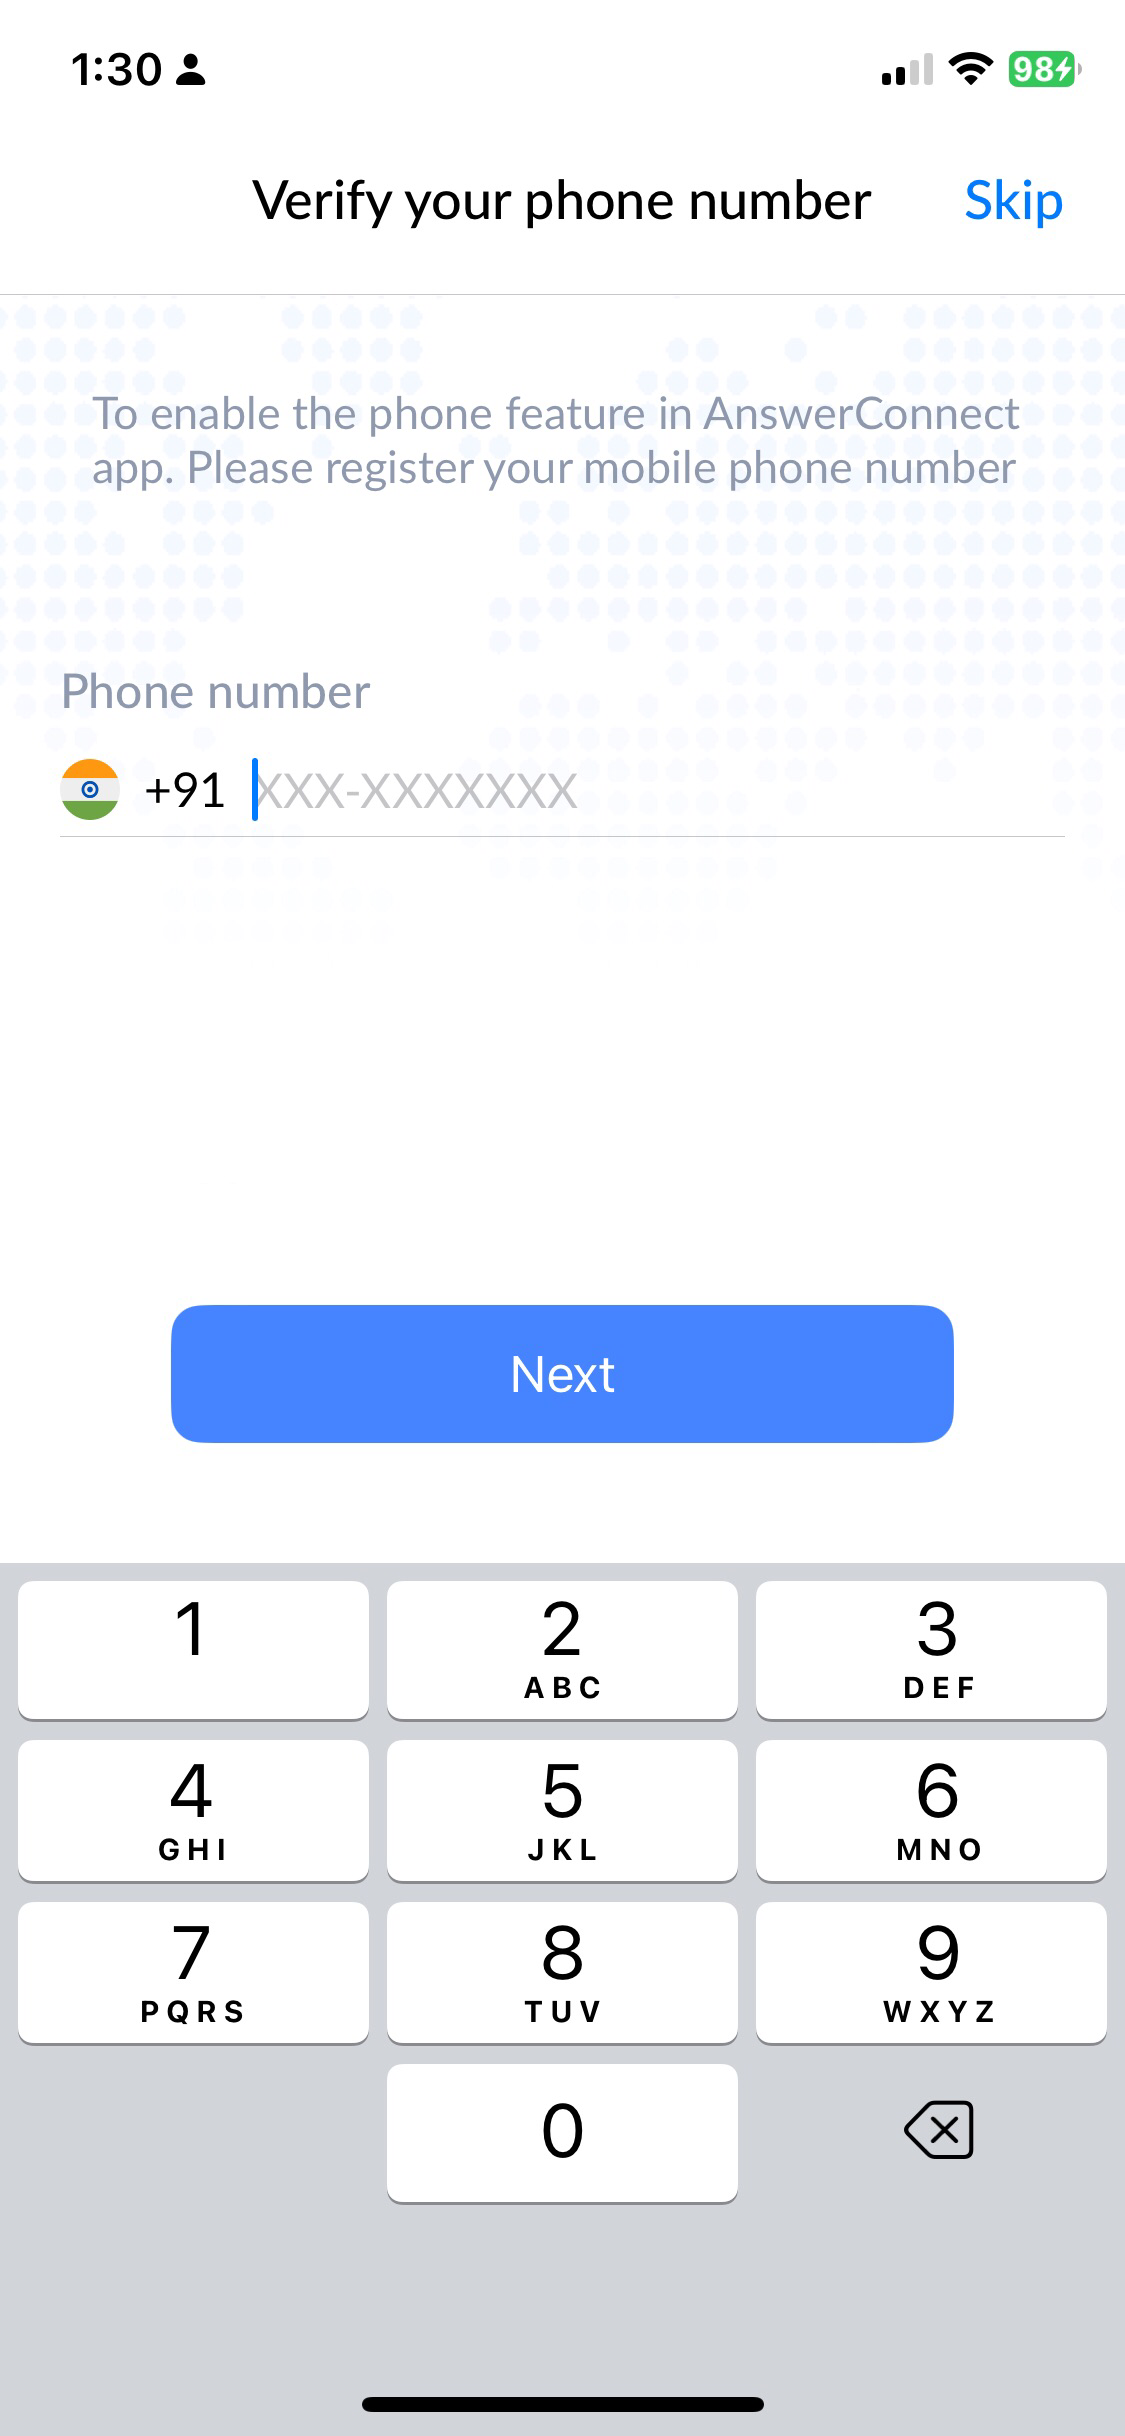 1:30
98
Verify your phone number
Skip
To enable the phone feature in AnswerConnect
app. Please register your mobile phone number
Phone number
+91 XXX-XXXXXXX
Next
1
2
ABC
3
DEF
4
GHI
5
JKL
6
MNO
7
PQRS
8
TUV
9
WXYZ
0